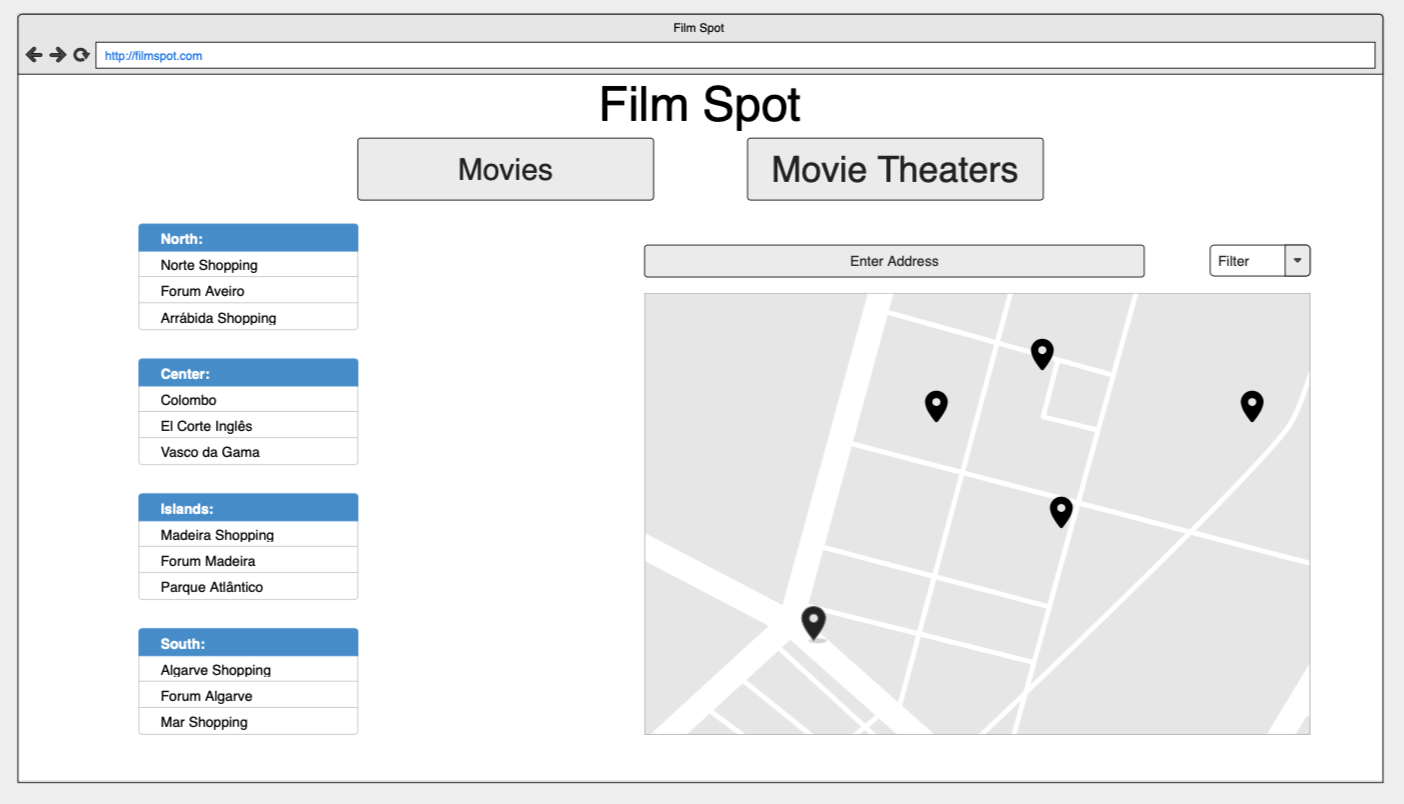 Film Spot
http://filmspot.com
Film Spot
Movies
Movie Theaters
North:
Norte Shopping
Forum Aveiro
Arrábida Shopping
Center:
Colombo
El Corte Inglês
Vasco da Gama
Islands:
Madeira Shopping
Forum Madeira
Parque Atlântico
South:
Algarve Shopping
Forum Algarve
Mar Shopping
Enter Address
Filter